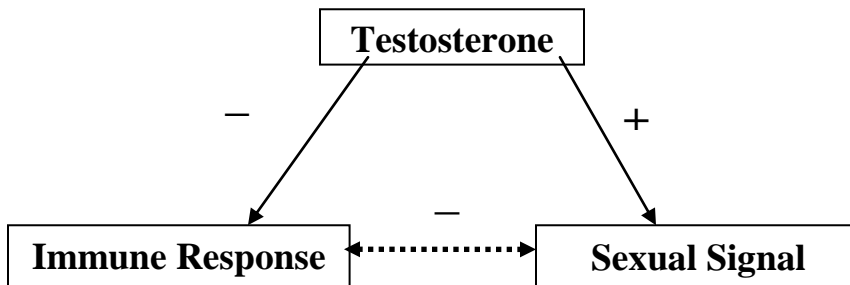 Testosterone
– +
–
Immune Response Sexual Signal